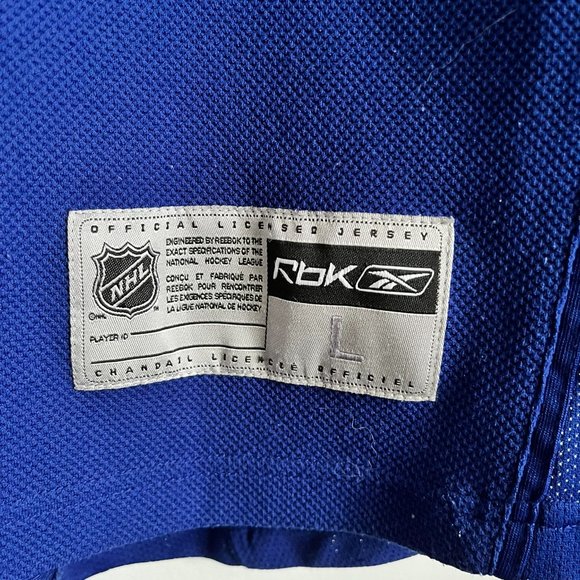 OFFICIAL LICENSED JERSEY
NHL
©NHL ™
ENGINEERED BY REEBOK TO THE
EXACT SPECIFICATIONS OF THE
NATIONAL HOCKEY LEAGUE
CONÇU ET FABRIQUÉ PAR
REEBOK POUR RENCONTRER
LES EXIGENCES SPÉCIFIQUES DE
LA LIGUE NATIONAL DE HOCKEY
PLAYER ID
RbK
L
CHANDAIL LICENCIÉ OFFICIEL